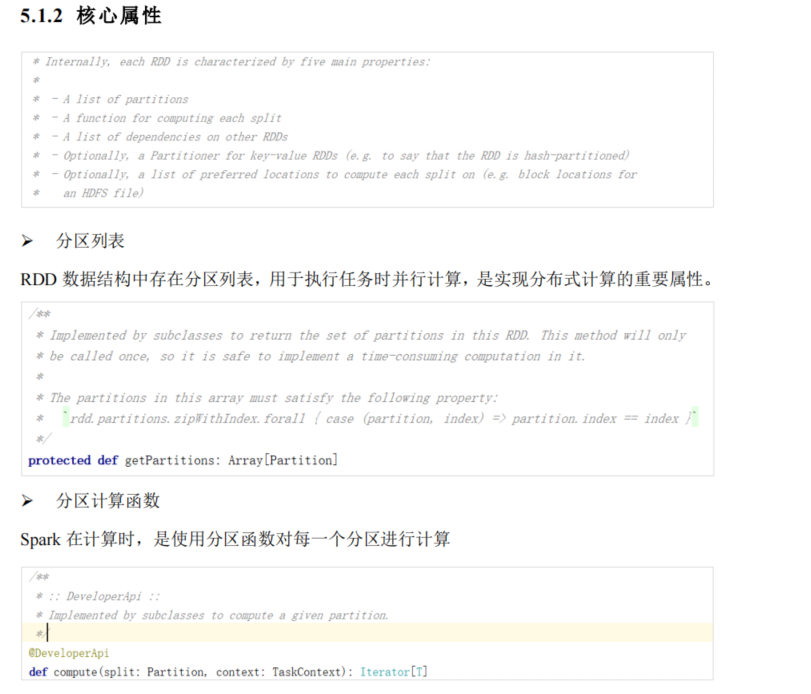 5.1.2 核心属性
* Internally, each RDD is characterized by five main properties:
*
* - A list of partitions
* - A function for computing each split
* - A list of dependencies on other RDDs
* - Optionally, a Partitioner for key-value RDDs (e.g. to say that the RDD is hash-partitioned)
* - Optionally, a list of preferred locations to compute each split on (e.g. block locations for
* an HDFS file)
➢ 分区列表
RDD 数据结构中存在分区列表，用于执行任务时并行计算，是实现分布式计算的重要属性。
/**
* Implemented by subclasses to return the set of partitions in this RDD. This method will only
* be called once, so it is safe to implement a time-consuming computation in it.
*
* The partitions in this array must satisfy the following property:
* `rdd.partitions.zipWithIndex.forall { case (partition, index) => partition.index == index }`
*/
protected def getPartitions: Array[Partition]
➢ 分区计算函数
Spark 在计算时，是使用分区函数对每一个分区进行计算
/**
* :: DeveloperApi ::
* Implemented by subclasses to compute a given partition.
*/
@DeveloperApi
def compute(split: Partition, context: TaskContext): Iterator[T]